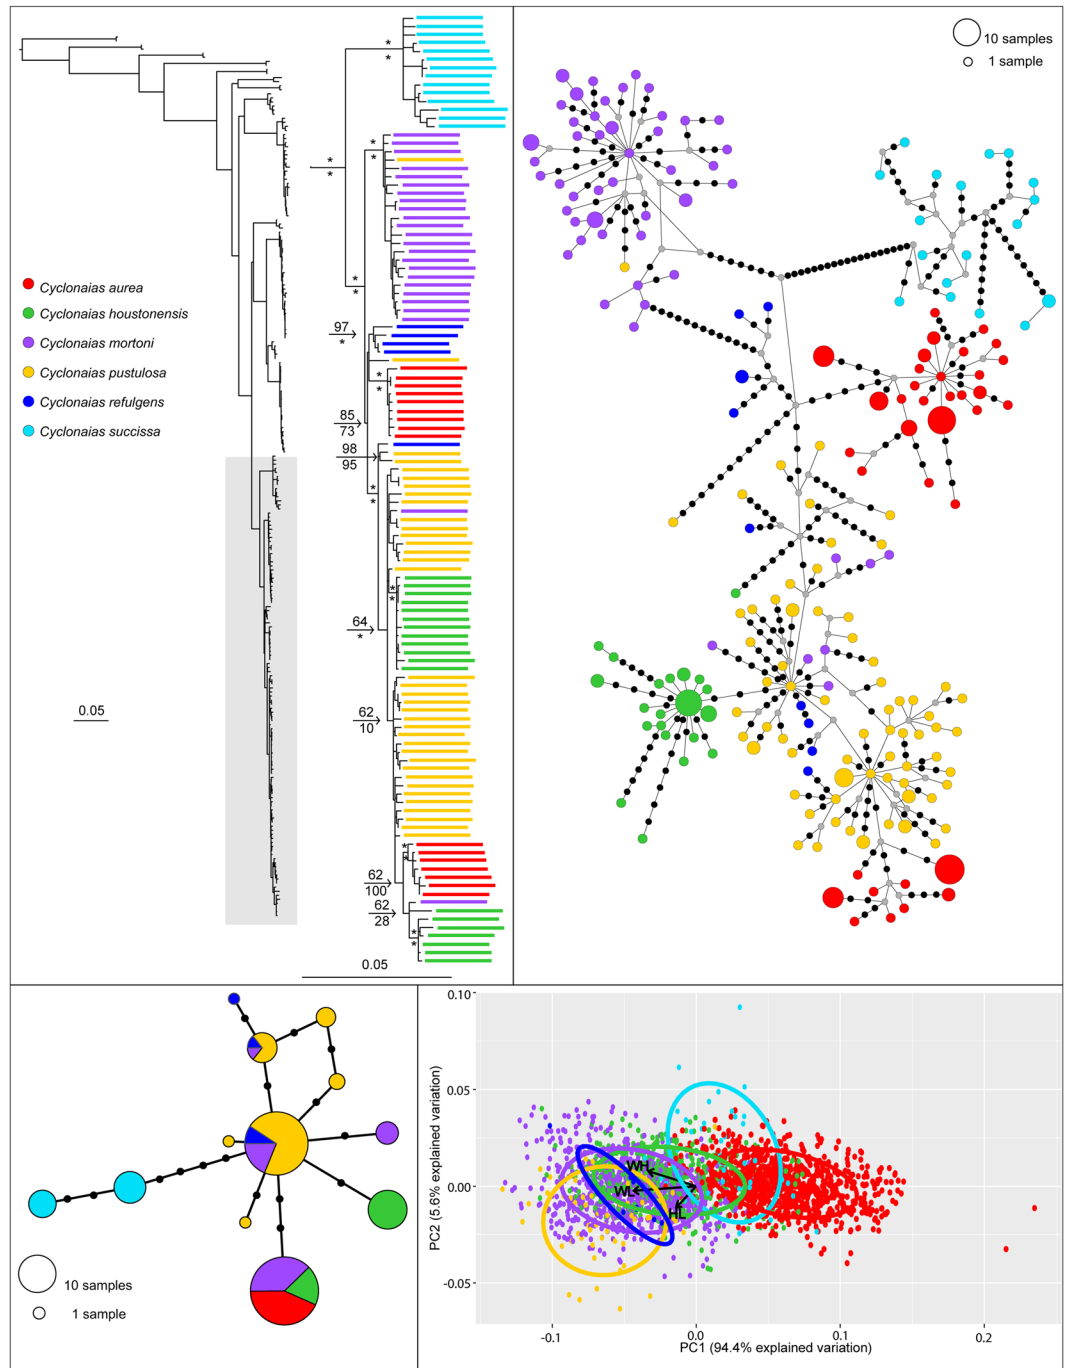 Cyclonaias aurea
Cyclonaias houstonensis
Cyclonaias mortoni
Cyclonaias pustulosa
Cyclonaias refulgens
Cyclonaias succissa
0.05
*
*
*
*
*
*
*
*
97
*
*
*
85
73
98
95
*
*
*
*
64
*
62
10
*
*
62
100
62
28
*
*
0.05
10 samples
1 sample
10 samples
1 sample
PC2 (5.6% explained variation)
0.10
0.05
0.00
-0.05
WH
WL
HL
-0.1
0.0
0.1
0.2
PC1 (94.4% explained variation)